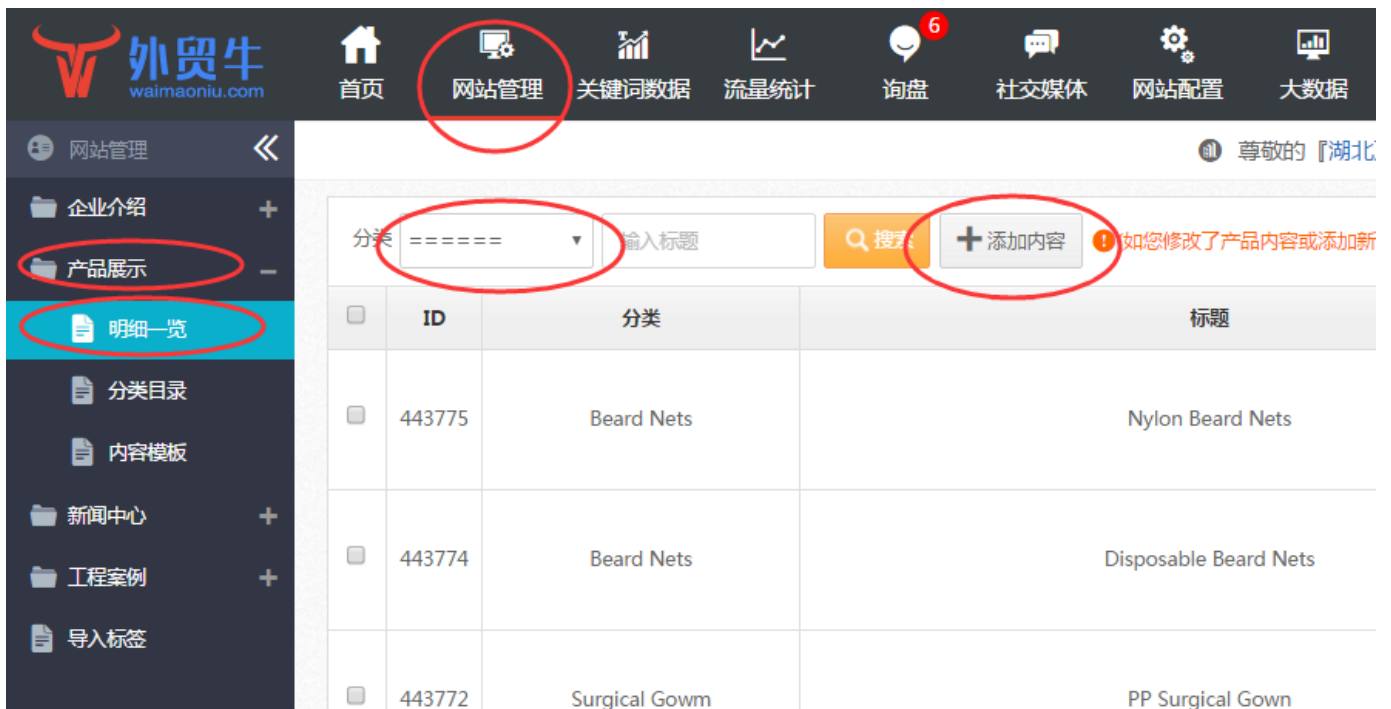 外贸牛
waimaoniu.com
首页
网站管理
关键词数据
流量统计
6
询盘
社交媒体
网站配置
大数据
网站管理
尊敬的『湖北
企业介绍
产品展示
明细一览
分类目录
内容模板
新闻中心
工程案例
导入标签
分类 ====== 输入标题 搜索 添加内容 如您修改了产品内容或添加新
ID 分类 标题
443775 Beard Nets Nylon Beard Nets
443774 Beard Nets Disposable Beard Nets
443772 Surgical Gowm PP Surgical Gown